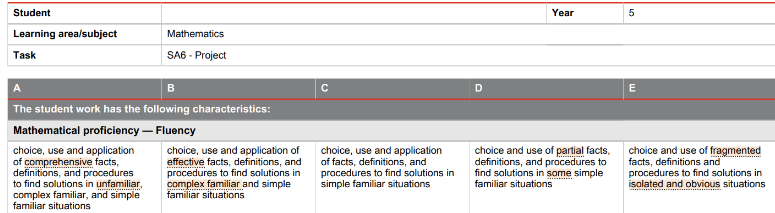 Student Year 5
Learning area/subject Mathematics
Task SA6 - Project
A B C D E
The student work has the following characteristics:
Mathematical proficiency — Fluency
choice, use and application
of comprehensive facts,
definitions, and procedures
to find solutions in unfamiliar,
complex familiar, and simple
familiar situations
choice, use and application of
effective facts, definitions, and
procedures to find solutions in
complex familiar and simple
familiar situations
choice, use and application
of facts, definitions, and
procedures to find solutions in
simple familiar situations
choice and use of partial facts,
definitions, and procedures to
find solutions in some simple
familiar situations
choice and use of fragmented
facts, definitions and
procedures to find solutions in
isolated and obvious situations